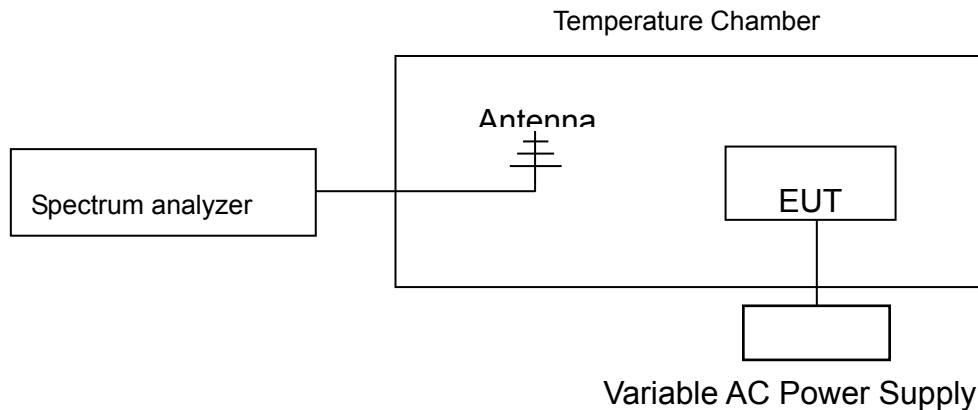 Temperature Chamber
Antenna
Spectrum analyzer
EUT
Variable AC Power Supply